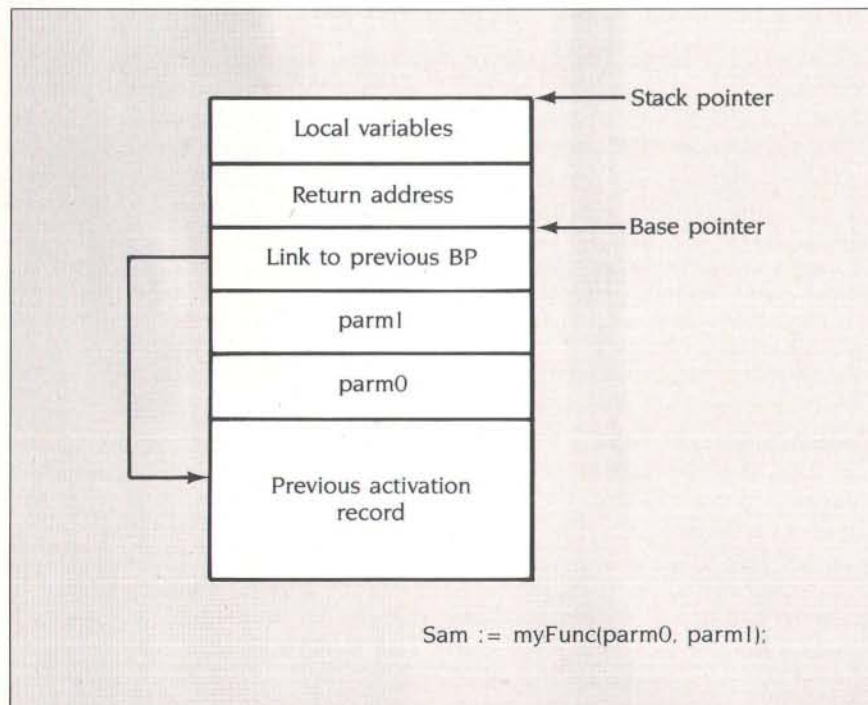 Stack pointer
Local variables
Return address
Base pointer
Link to previous BP
parm1
parm0
Previous activation
record
Sam := myFunc(parm0, parm1);